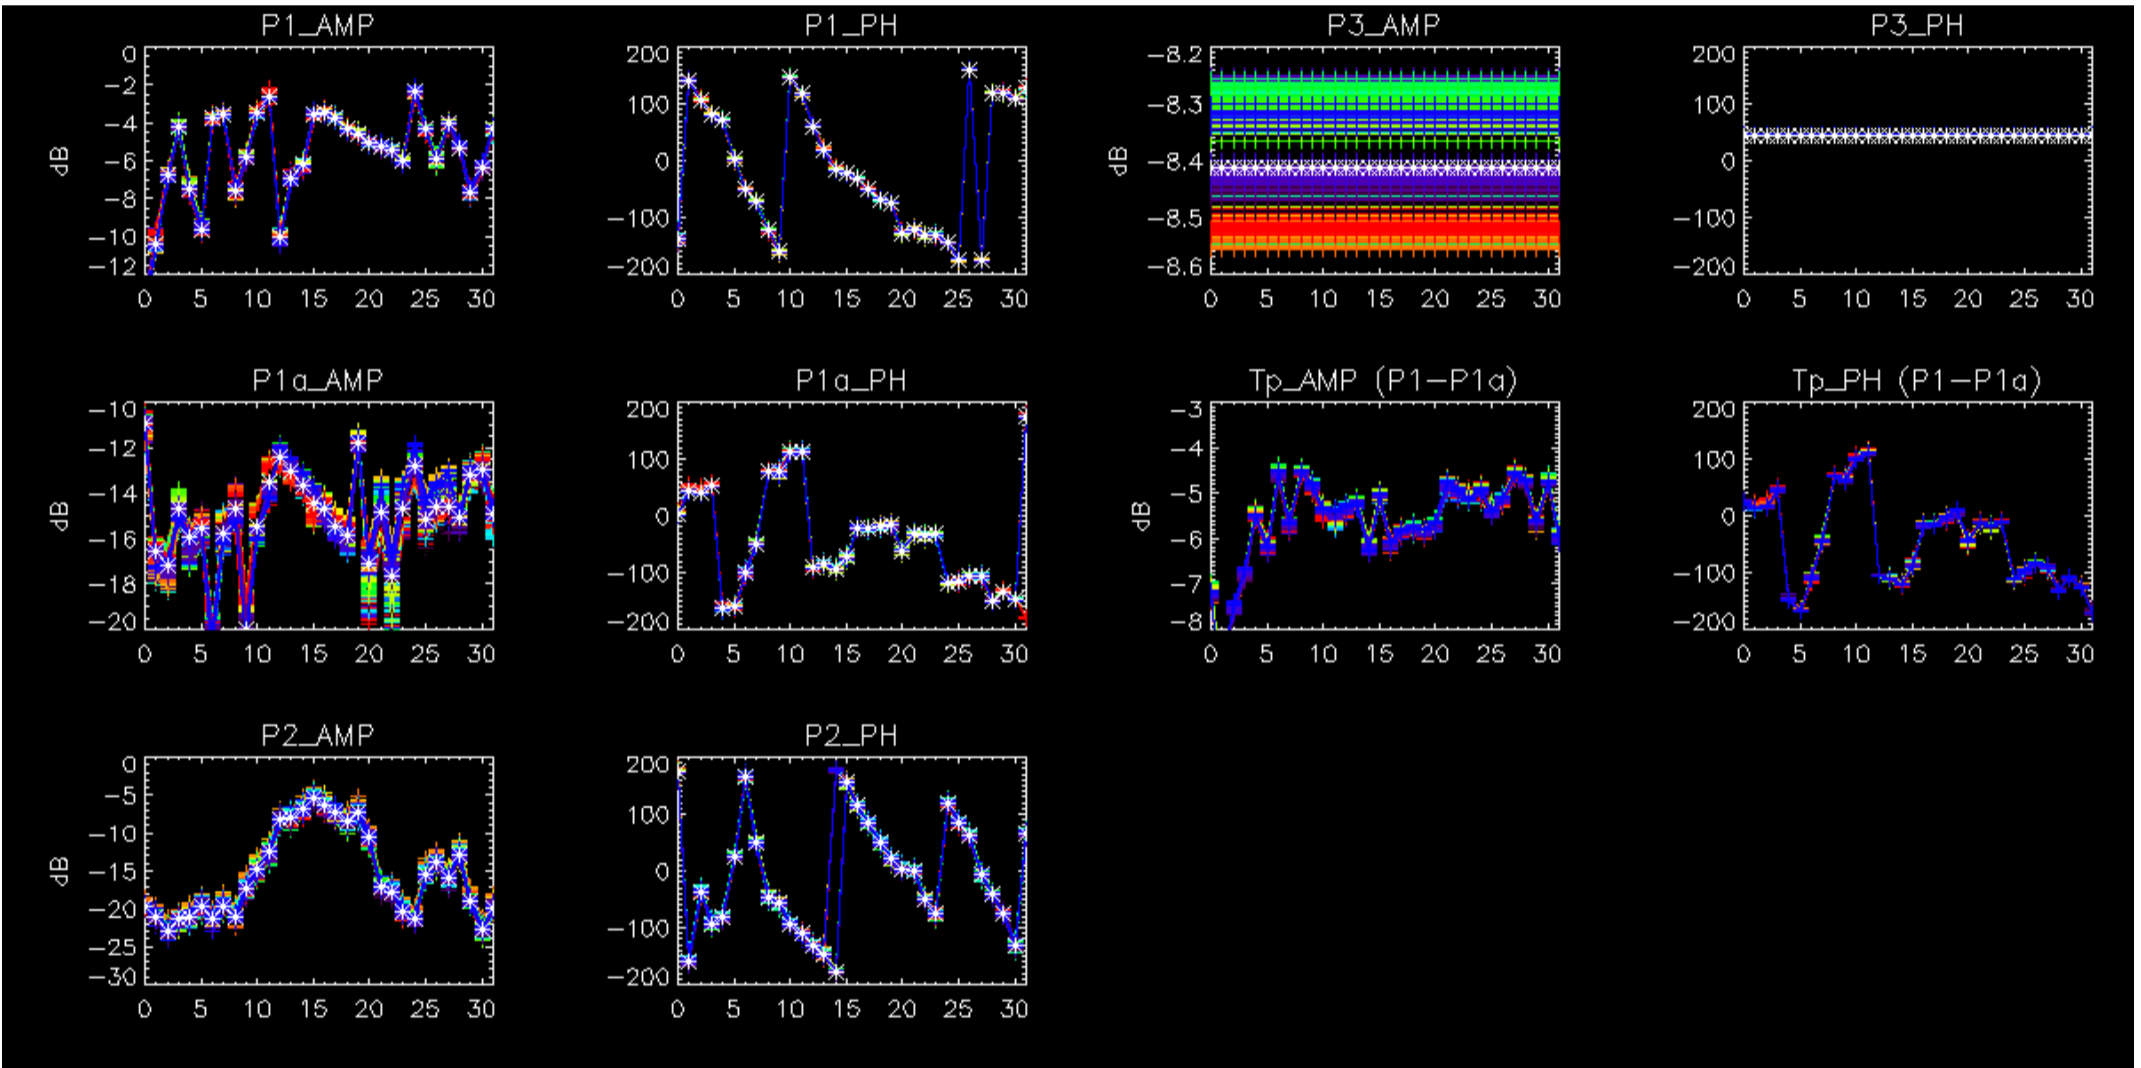 P1_AMP
0
−2
−4
−6
−8
−10
−12
dB
0 5 10 15 20 25 30
P1_PH
200
100
0
−100
−200
0 5 10 15 20 25 30
P3_AMP
−8.2
−8.3
−8.4
−8.5
−8.6
dB
0 5 10 15 20 25 30
P3_PH
200
100
0
−100
−200
0 5 10 15 20 25 30
P1a_AMP
−10
−12
−14
−16
−18
−20
dB
0 5 10 15 20 25 30
P1a_PH
200
100
0
−100
−200
0 5 10 15 20 25 30
Tp_AMP (P1−P1a)
−3
−4
−5
−6
−7
−8
dB
0 5 10 15 20 25 30
Tp_PH (P1−P1a)
200
100
0
−100
−200
0 5 10 15 20 25 30
P2_AMP
0
−5
−10
−15
−20
−25
−30
dB
0 5 10 15 20 25 30
P2_PH
200
100
0
−100
−200
0 5 10 15 20 25 30